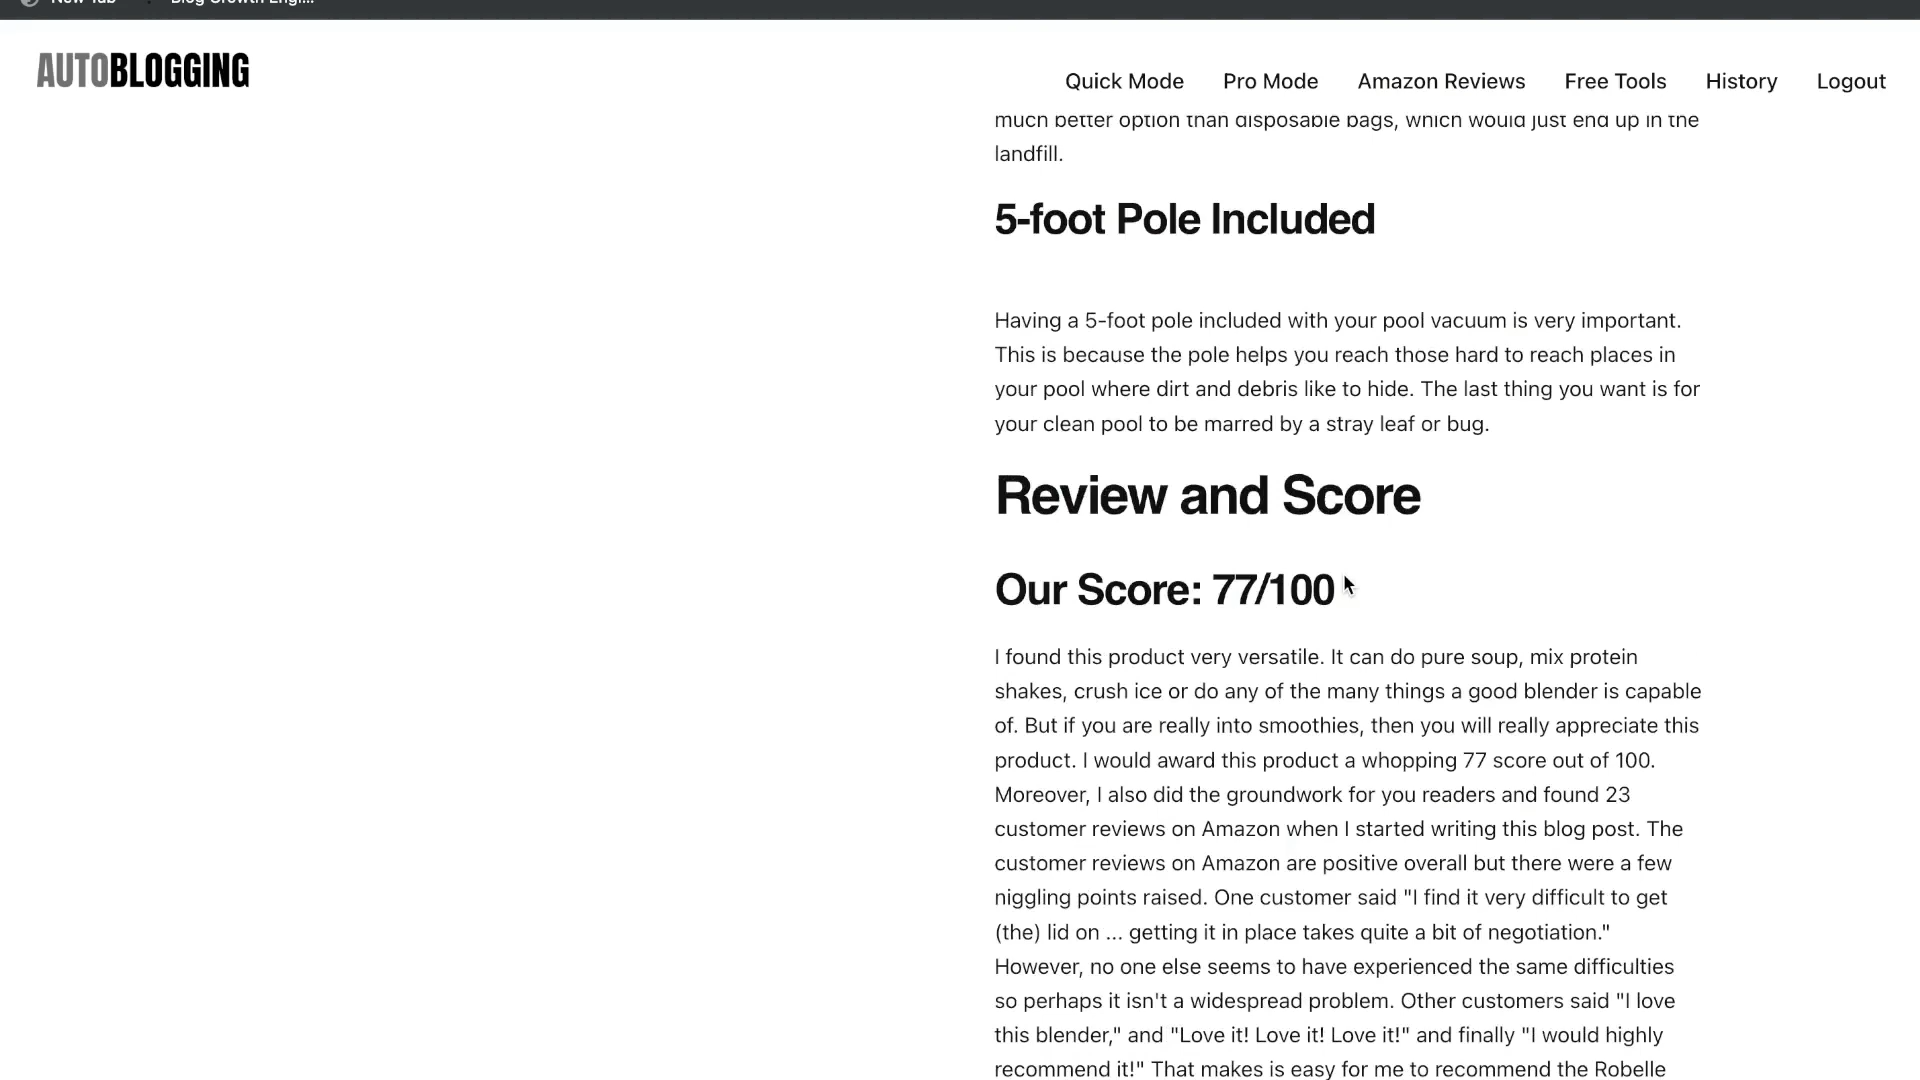 New Tab
Blog Growth Engi...
AUTOBLOGGING
Quick Mode
Pro Mode
Amazon Reviews
Free Tools
History
Logout
much better option than disposable bags, which would just end up in the
landfill.
5-foot Pole Included
Having a 5-foot pole included with your pool vacuum is very important.
This is because the pole helps you reach those hard to reach places in
your pool where dirt and debris like to hide. The last thing you want is for
your clean pool to be marred by a stray leaf or bug.
Review and Score
Our Score: 77/100
I found this product very versatile. It can do pure soup, mix protein
shakes, crush ice or do any of the many things a good blender is capable
of. But if you are really into smoothies, then you will really appreciate this
product. I would award this product a whopping 77 score out of 100.
Moreover, I also did the groundwork for you readers and found 23
customer reviews on Amazon when I started writing this blog post. The
customer reviews on Amazon are positive overall but there were a few
niggling points raised. One customer said "I find it very difficult to get
(the) lid on ... getting it in place takes quite a bit of negotiation."
However, no one else seems to have experienced the same difficulties
so perhaps it isn't a widespread problem. Other customers said "I love
this blender," and "Love it! Love it! Love it!" and finally "I would highly
recommend it!" That makes is easy for me to recommend the Robelle